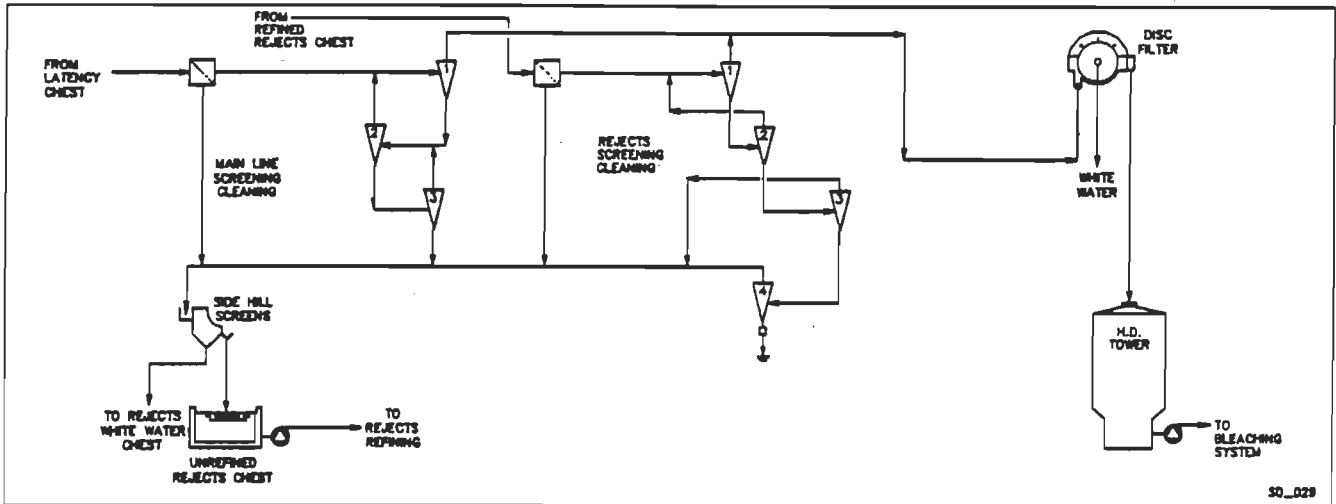 FROM
REFINED
REJECTS CHEST
DISC
FILTER
FROM
LATENCY
CHEST
1
1
2
2
MAIN LINE
SCREENING
CLEANING
REJECTS
SCREENING
CLEANING
3
3
WHITE
WATER
4
SIDE HILL
SCREENS
H.D.
TOWER
TO REJECTS
WHITE WATER
CHEST
TO
REJECTS
REFINING
UNREFINED
REJECTS CHEST
TO
BLEACHING
SYSTEM
SO_029